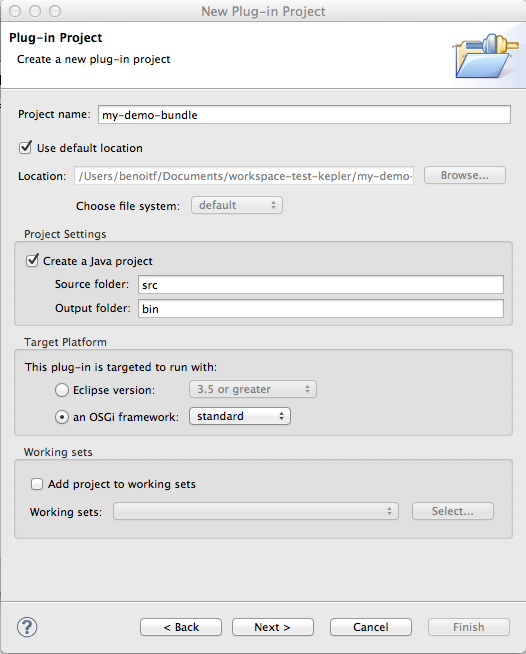 New Plug-in Project
Plug-in Project
Create a new plug-in project
Project name: my-demo-bundle
Use default location
Location: /Users/benoitf/Documents/workspace-test-kepler/my-demo- Browse...
Choose file system: default
Project Settings
Create a Java project
Source folder: src
Output folder: bin
Target Platform
This plug-in is targeted to run with:
Eclipse version: 3.5 or greater
an OSGi framework: standard
Working sets
Add project to working sets
Working sets: Select...
? < Back Next > Cancel Finish